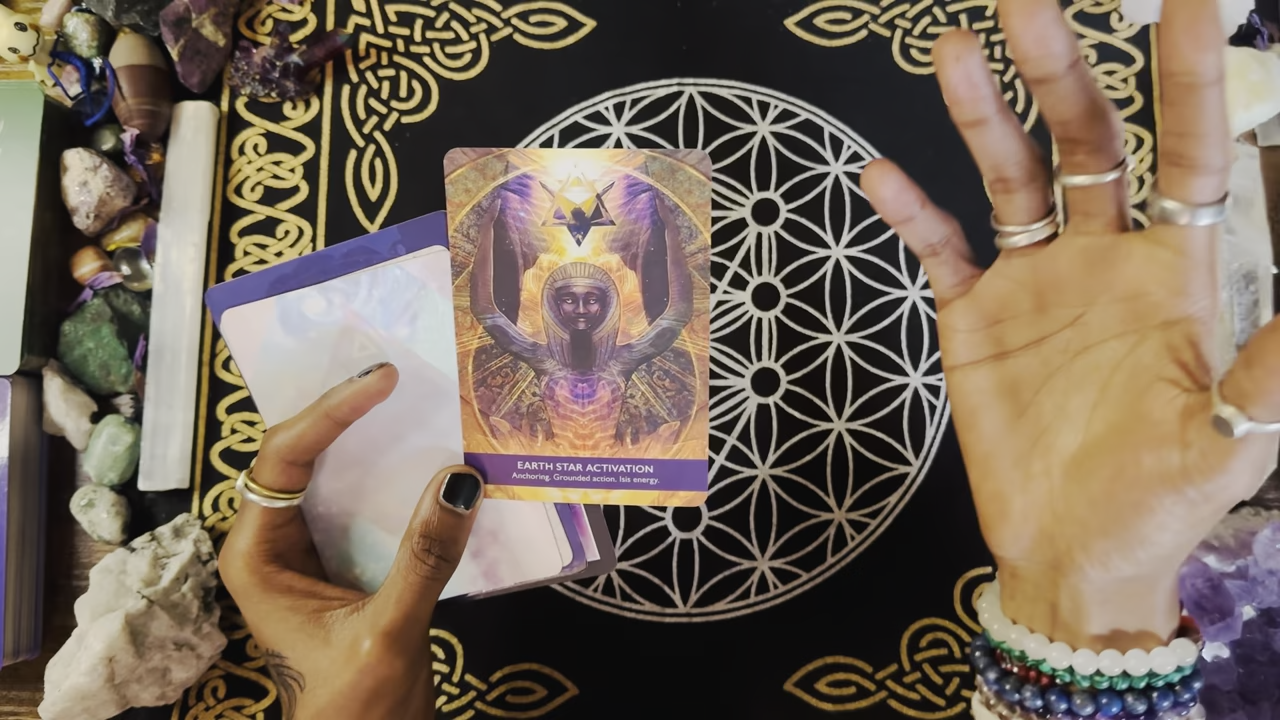 EARTH STAR ACTIVATION
Anchoring. Grounded action. Isis energy.